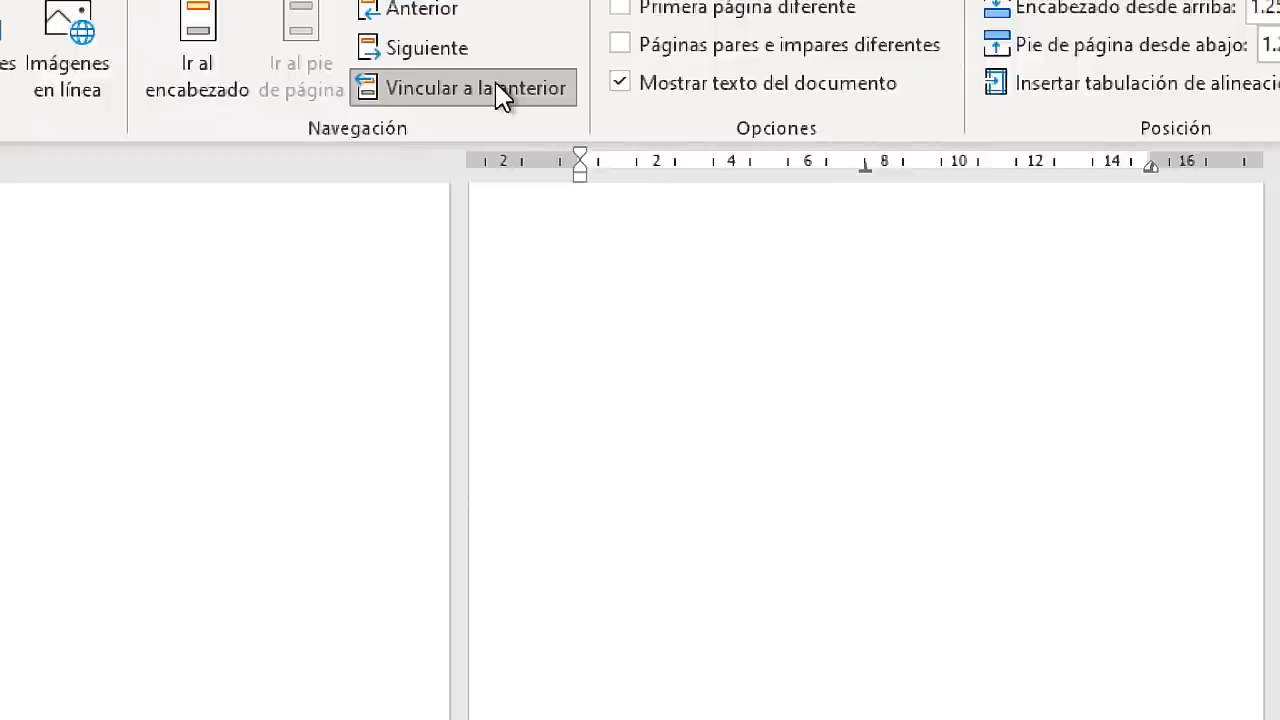 Anterior
Primera página diferente
Encabezado desde arriba:
es
Imágenes
en línea
Ir al
encabezado
Ir al pie
de página
Siguiente
Páginas pares e impares diferentes
Pie de página desde abajo:
Vincular a la anterior
Mostrar texto del documento
Insertar tabulación de alineaci
Navegación
Opciones
Posición
2 2 4 6 8 10 12 14 16